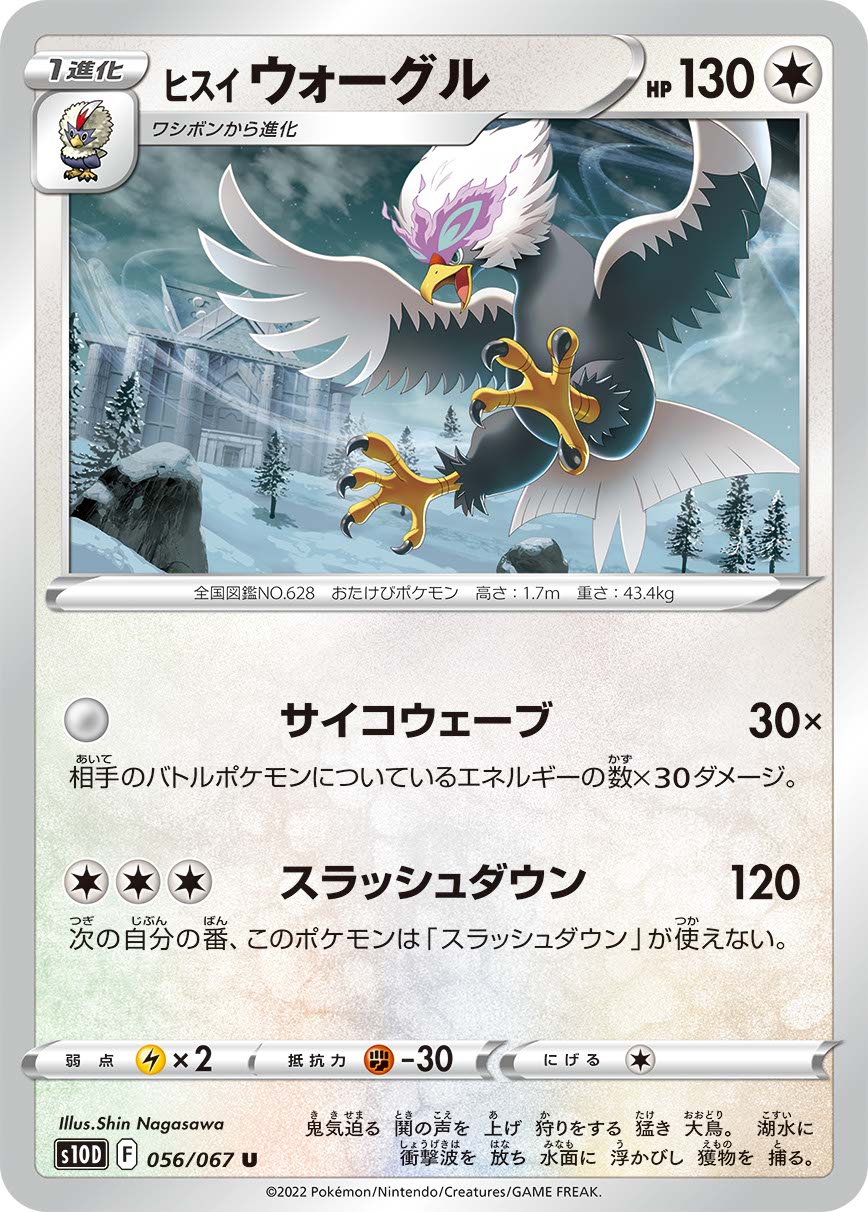 1進化
ヒスイ ウォーグル HP 130
ワシボンから進化
全国図鑑NO.628 おたけびポケモン 高さ：1.7m 重さ：43.4kg
サイコウェーブ 30×
相手のバトルポケモンについているエネルギーの数×30ダメージ。
スラッシュダウン 120
次の自分の番、このポケモンは「スラッシュダウン」が使えない。
弱点 ×2 抵抗力 -30 にげる
Illus.Shin Nagasawa
鬼気迫る 鬨の声を 上げ 狩りをする 猛き 大鳥。 湖水に
衝撃波を 放ち 水面に 浮かびし 獲物を 捕る。
s10D F 056/067 U
©2022 Pokémon/Nintendo/Creatures/GAME FREAK.